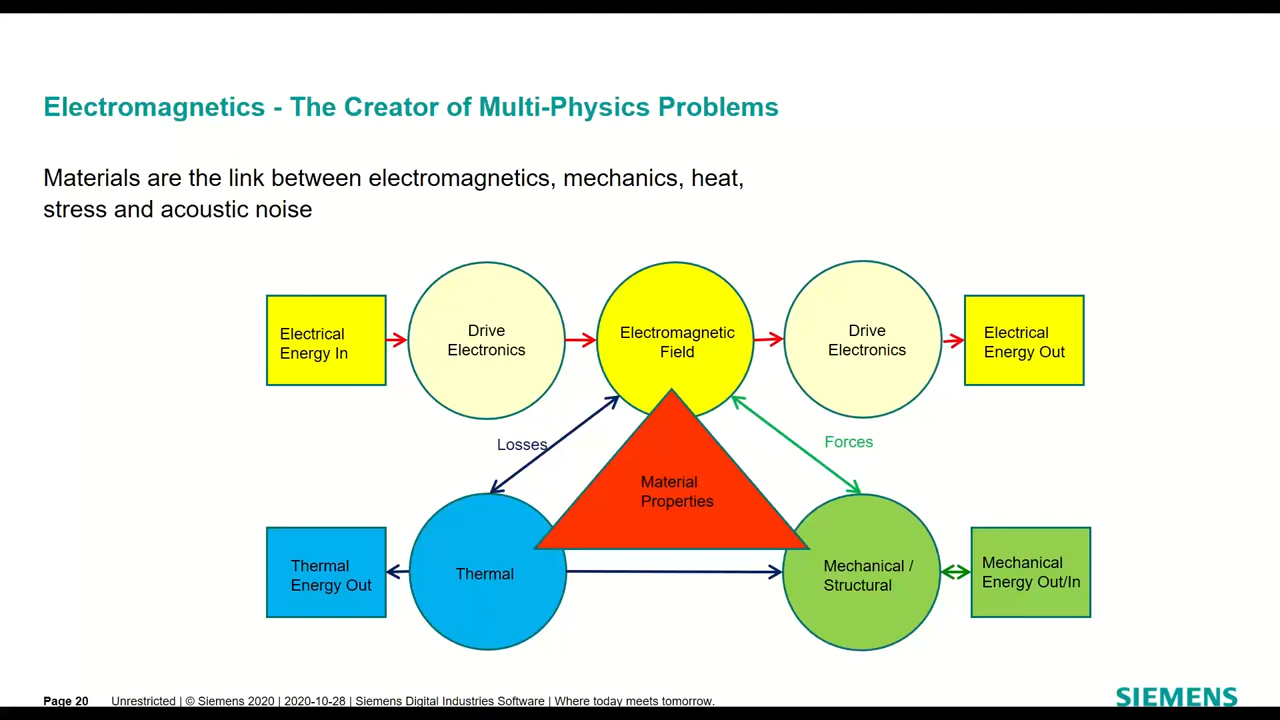 Electromagnetics - The Creator of Multi-Physics Problems
Materials are the link between electromagnetics, mechanics, heat,
stress and acoustic noise
Electrical
Energy In
Drive
Electronics
Electromagnetic
Field
Drive
Electronics
Electrical
Energy Out
Losses
Forces
Material
Properties
Thermal
Energy Out
Thermal
Mechanical /
Structural
Mechanical
Energy Out/In
Page 20 Unrestricted | © Siemens 2020 | 2020-10-28 | Siemens Digital Industries Software | Where today meets tomorrow.
SIEMENS